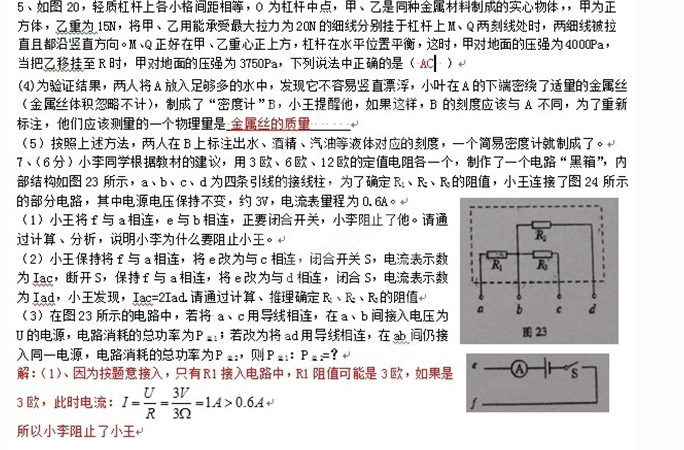 5、如图 20，轻质杠杆上各小格间距相等，O 为杠杆中点，甲、乙是同种金属材料制成的实心物体，，甲为正
方体，乙重为 15N，将甲、乙用能承受最大拉力为 20N 的细线分别挂于杠杆上 M、Q 两刻线处时，两细线被拉
直且都沿竖直方向。M、Q 正好在甲、乙重心正上方，杠杆在水平位置平衡，这时，甲对地面的压强为 4000Pa，
当把乙移挂至 R 时，甲对地面的压强为 3750Pa，下列说法中正确的是（ AC ）
(4)为验证结果，两人将 A 放入足够多的水中，发现它不容易竖直漂浮，小叶在 A 的下端密绕了适量的金属丝
（金属丝体积忽略不计），制成了“密度计”B，小王提醒他，如果这样，B 的刻度应该与 A 不同，为了重新
标注，他们应该测量的一个物理量是 金属丝的质量
（5）按照上述方法，两人在 B 上标注出水、酒精、汽油等液体对应的刻度，一个简易密度计就制成了。
7、（6 分）小李同学根据教材的建议，用 3 欧、6 欧、12 欧的定值电阻各一个，制作了一个电路“黑箱”，内
部结构如图 23 所示，a、b、c、d 为四条引线的接线柱，为了确定 R₁、R₂、R₃的阻值，小王连接了图 24 所示
的部分电路，其中电源电压保持不变，约 3V，电流表量程为 0.6A。
（1）小王将 f 与 a 相连，e 与 b 相连，正要闭合开关，小李阻止了他。请通
过计算、分析，说明小李为什么要阻止小王。
（2）小王保持将 f 与 a 相连，将 e 改为与 c 相连，闭合开关 S，电流表示数
为 Iac，断开 S，保持 f 与 a 相连，将 e 改为与 d 相连，闭合 S，电流表示数
为 Iad，小王发现，Iac=2Iad.请通过计算、推理确定 R₁、R₂、R₃的阻值
（3）在图 23 所示的电路中，若将 a、c 用导线相连，在 a、b 间接入电压为
U 的电源，电路消耗的总功率为 P总1；若改为将 ad 用导线相连，在 ab 间仍接
入同一电源，电路消耗的总功率为 P总2，则 P总1：P总2=？
解：（1）、因为按题意接入，只有 R1 接入电路中，R1 阻值可能是 3 欧，如果是
3 欧，此时电流：I=U/R=3V/3Ω=1A>0.6A
所以小李阻止了小王
R₂
R₁ R₃
a b c d
图 23
e A S
f